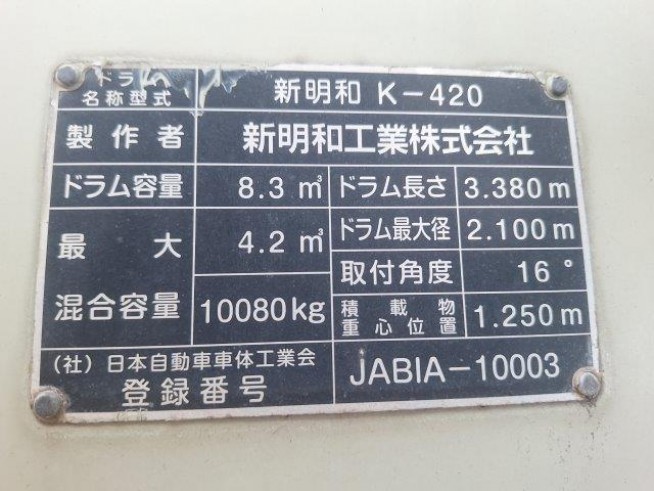 ドラム
名称型式 新明和 K-420
製作者 新明和工業株式会社
ドラム容量 8.3 m³ ドラム長さ 3.380 m
最大 4.2 m³ ドラム最大径 2.100 m
取付角度 16°
混合容量 10080kg 積載物
重心位置 1.250 m
(社)日本自動車車体工業会
登録番号 JABIA-10003